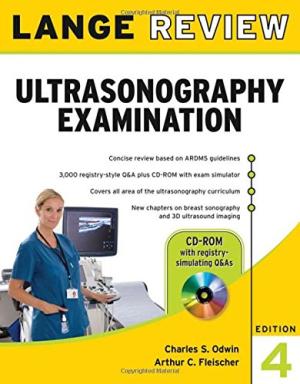 LANGE REVIEW
ULTRASONOGRAPHY
EXAMINATION
Concise review based on ARDMS guidelines
3,000 registry-style Q&A plus CD-ROM with exam simulator
Covers all area of the ultrasonography curriculum
New chapters on breast sonography
and 3D ultrasound imaging
CD-ROM
with registry-
simulating Q&As
Charles S. Odwin
Arthur C. Fleischer
EDITION
4